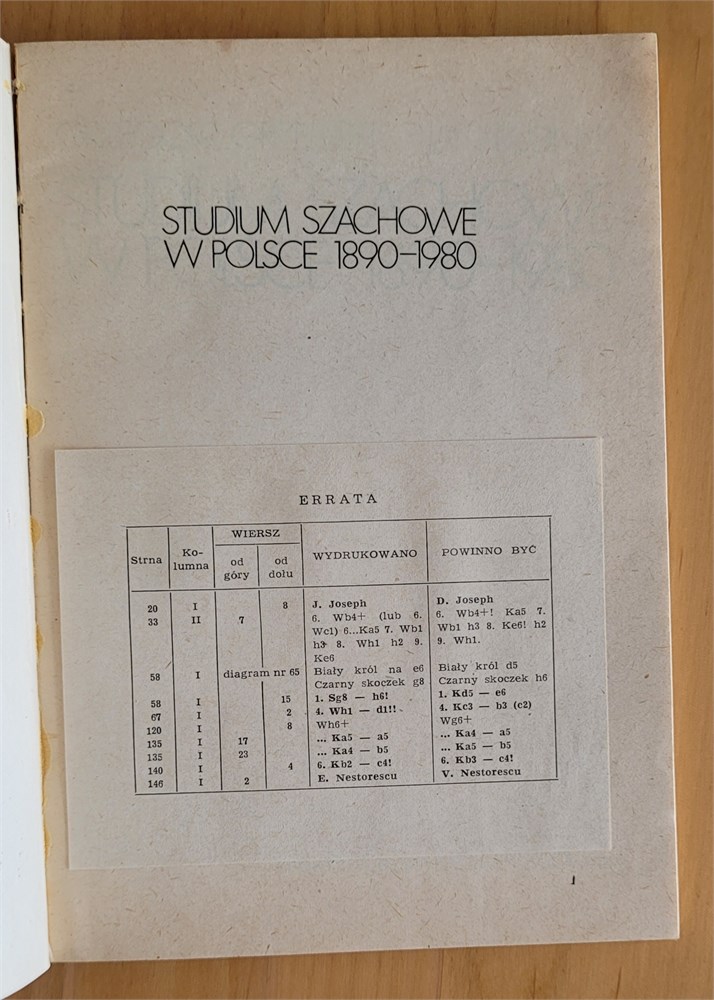 STUDIUM SZACHOWE
W POLSCE 1890–1980
ERRATA
Strna Ko-lumna WIERSZ od góry od dołu WYDRUKOWANO POWINNO BYĆ
20 I 8 J. Joseph D. Joseph
33 II 7 6. Wb4+ (lub 6. 6. Wb4+! Ka5 7.
Wc1) 6...Ka5 7. Wb1 Wb1 h3 8. Ke6! h2
h3 8. Wh1 h2 9. 9. Wh1.
Ke6
58 I diagram nr 65 Biały król na e6 Biały król d5
Czarny skoczek g8 Czarny skoczek h6
58 I 15 1. Sg8 — h6! 1. Kd5 — e6
67 I 2 4. Wh1 — d1!! 4. Kc3 — b3 (c2)
120 I 8 Wh6+ Wg6+
135 I 17 ... Ka5 — a5 ... Ka4 — a5
135 I 23 ... Ka4 — b5 ... Ka5 — b5
140 I 4 6. Kb2 — c4! 6. Kb3 — c4!
146 I 2 E. Nestorescu V. Nestorescu